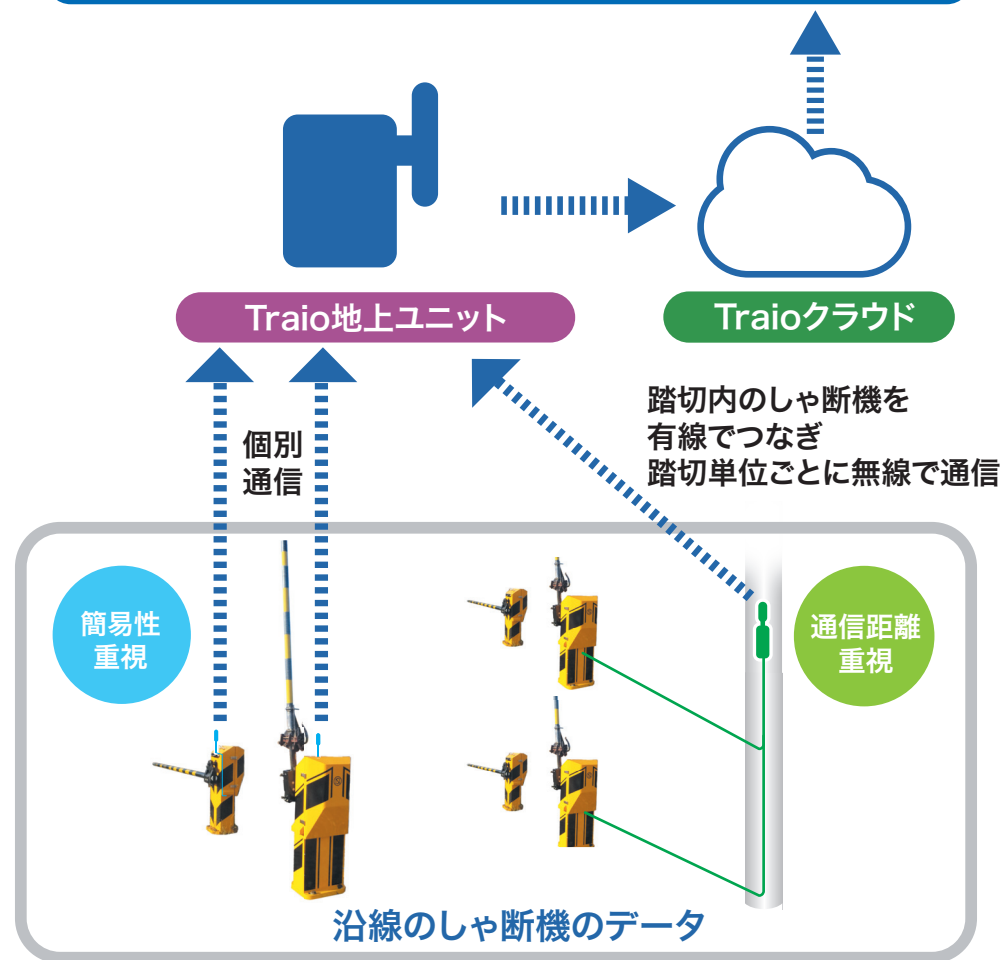 Traio地上ユニット
Traioクラウド
個別
通信
踏切内のしゃ断機を
有線でつなぎ
踏切単位ごとに無線で通信
簡易性
重視
通信距離
重視
沿線のしゃ断機のデータ